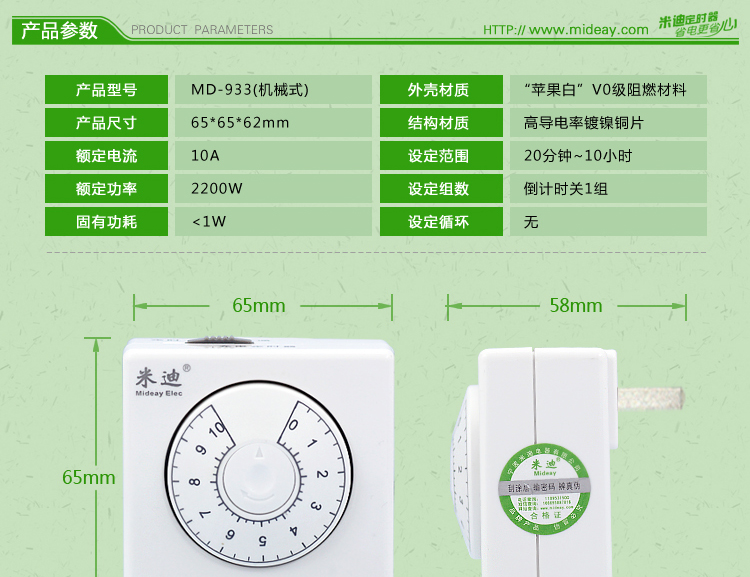 产品参数 PRODUCT PARAMETERS HTTP:// www.mideay.com 米迪定时器
省电更省心
产品型号 MD-933(机械式) 外壳材质 “苹果白”V0级阻燃材料
产品尺寸 65*65*62mm 结构材质 高导电率镀镍铜片
额定电流 10A 设定范围 20分钟~10小时
额定功率 2200W 设定组数 倒计时关1组
固有功耗 <1W 设定循环 无
65mm 58mm
65mm
米迪®
Mideay Elec
0 1 2 3 4 5 6 7 8 9 10
米迪
Mideay
刮涂层 输密码 辨真伪
www.mideay.com
合格证